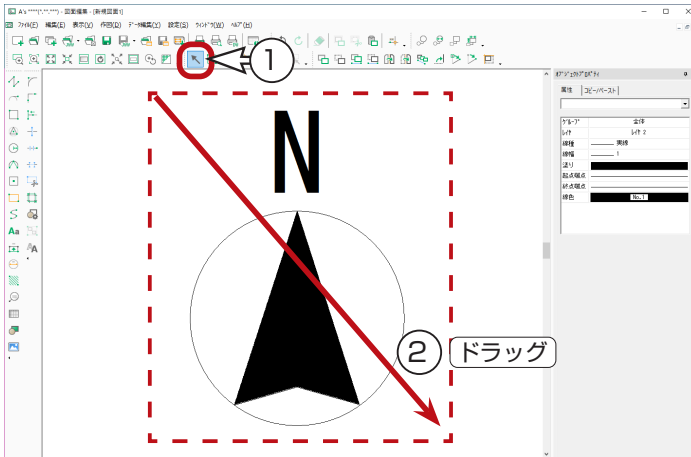 A's ****(*.*.***) - 図面編集 - [新規図面1]
ファイル(F) 編集(E) 表示(V) 作図(D) データ編集(Y) 設定(S) ウィンドウ(W) ヘルプ(H)
1
オブジェクトプロパティ
属性 コピー/ペースト
グループ 全体
レイヤ レイヤ 2
線種 実線
線幅 1
塗り
起点端点
終点端点
線色 No.1
N
2 ドラッグ
Aa
AA